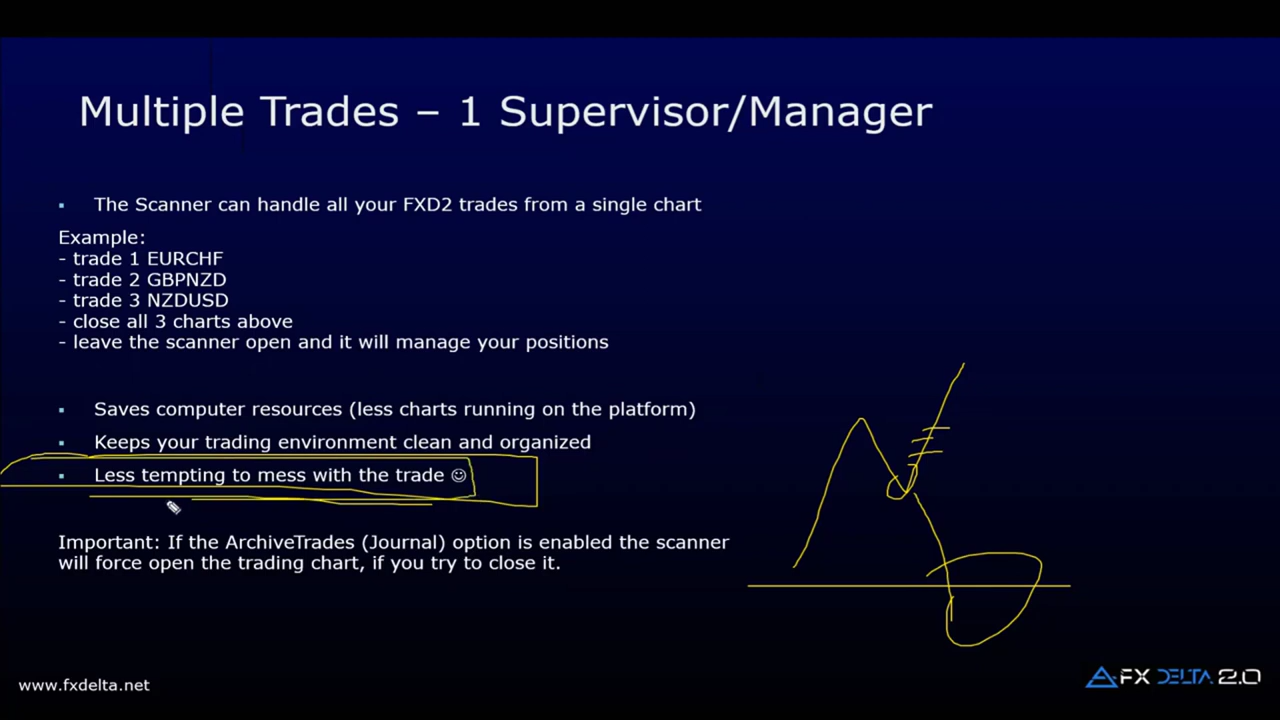 Multiple Trades – 1 Supervisor/Manager
▪ The Scanner can handle all your FXD2 trades from a single chart
Example:
- trade 1 EURCHF
- trade 2 GBPNZD
- trade 3 NZDUSD
- close all 3 charts above
- leave the scanner open and it will manage your positions
▪ Saves computer resources (less charts running on the platform)
▪ Keeps your trading environment clean and organized
▪ Less tempting to mess with the trade ☺
Important: If the ArchiveTrades (Journal) option is enabled the scanner
will force open the trading chart, if you try to close it.
www.fxdelta.net
FX DELTA 2.0